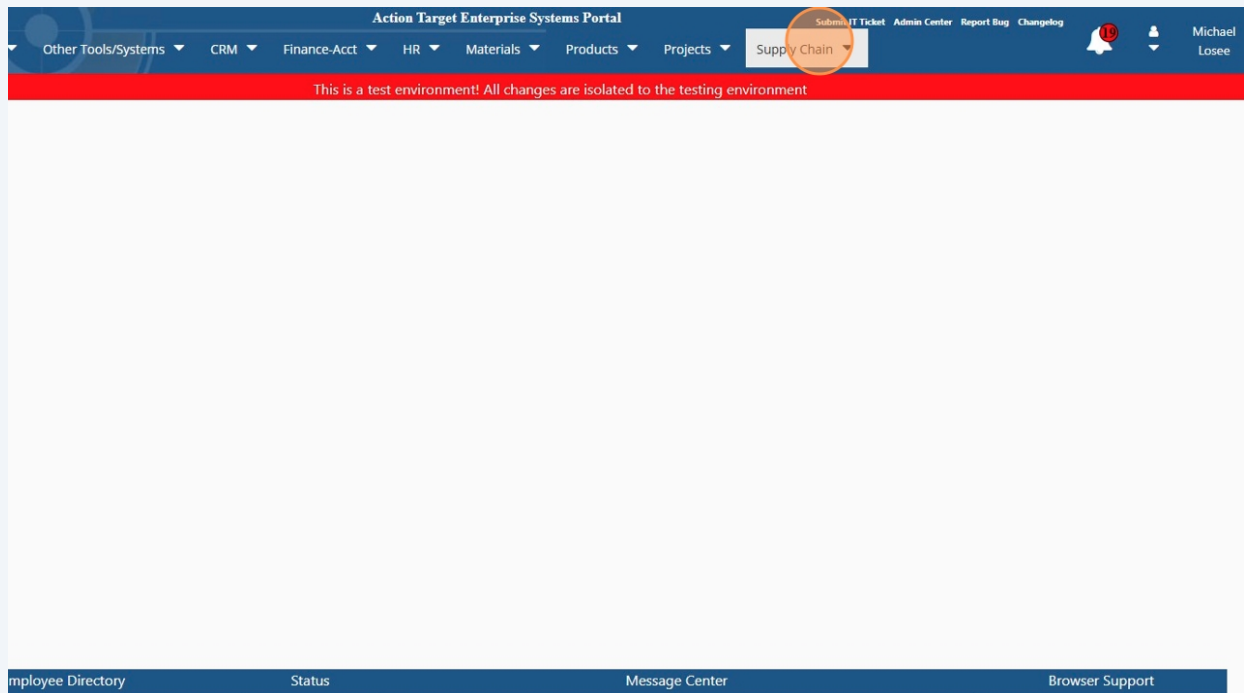 Action Target Enterprise Systems Portal
Submit IT Ticket Admin Center Report Bug Changelog
Other Tools/Systems CRM Finance-Acct HR Materials Products Projects Supply Chain
19
Michael
Losee
This is a test environment! All changes are isolated to the testing environment
mployee Directory Status Message Center Browser Support